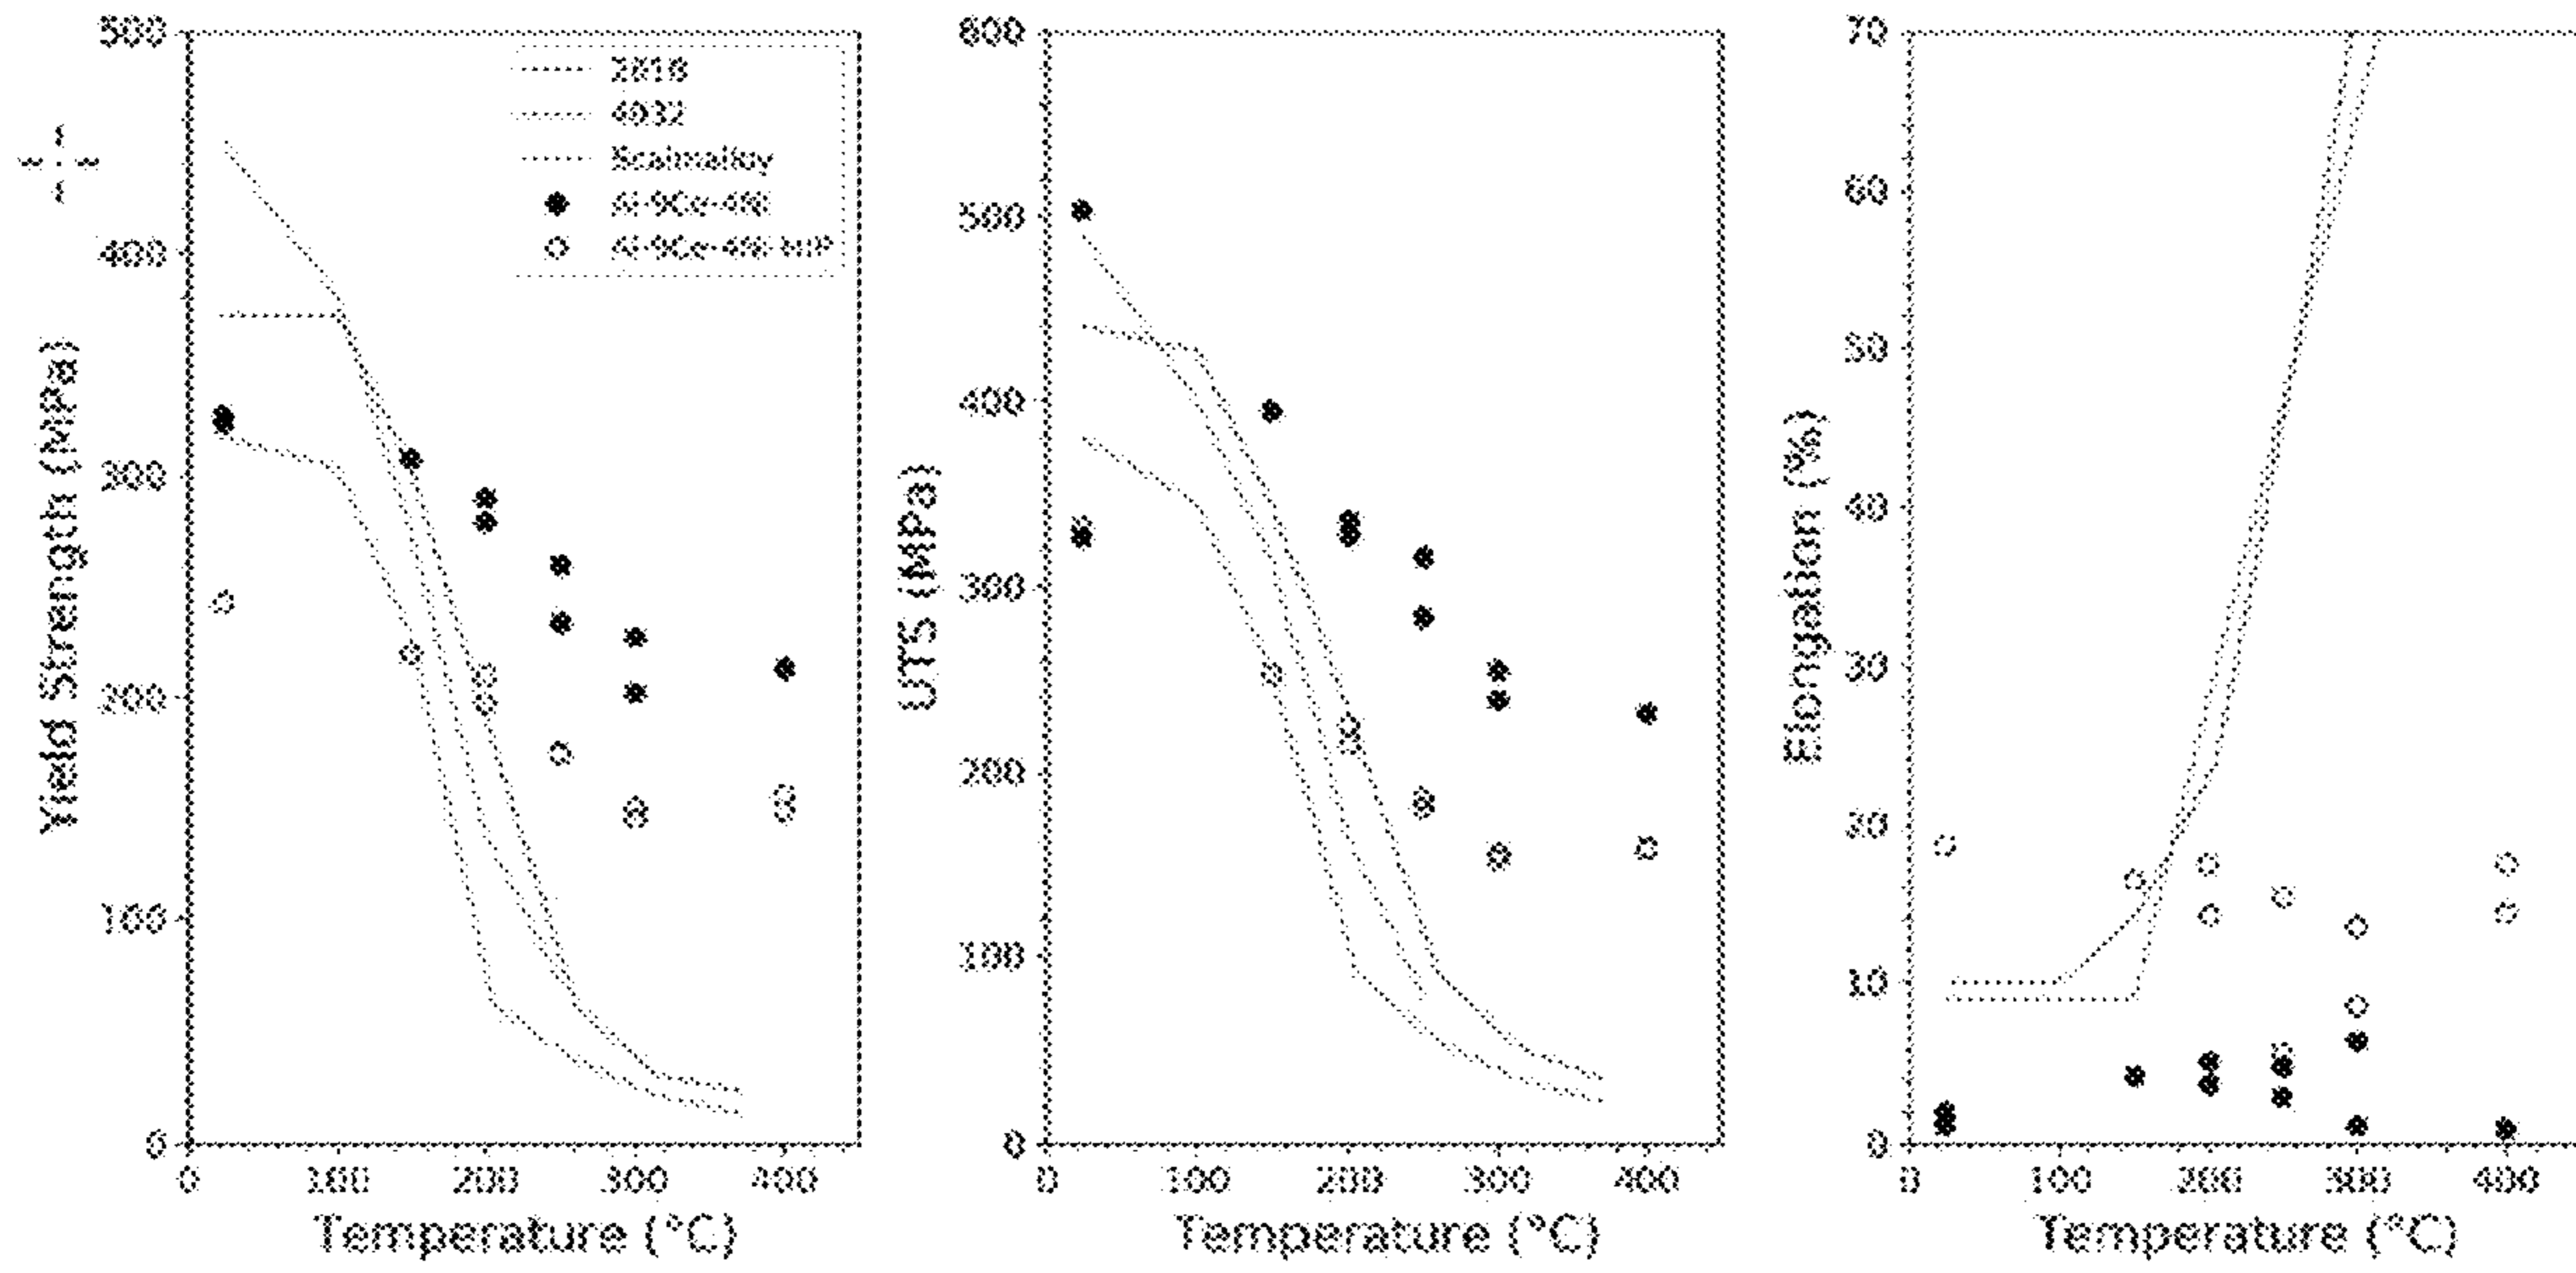 500
400
300
200
100
0
Yield Strength (MPa)
0 100 200 300 400
Temperature (°C)
2618
4032
Scalmalloy
Al-9Ce-4Ni
Al-9Ce-4Ni HIP
600
500
400
300
200
100
0
UTS (MPa)
0 100 200 300 400
Temperature (°C)
70
60
50
40
30
20
10
0
Elongation (%)
0 100 200 300 400
Temperature (°C)